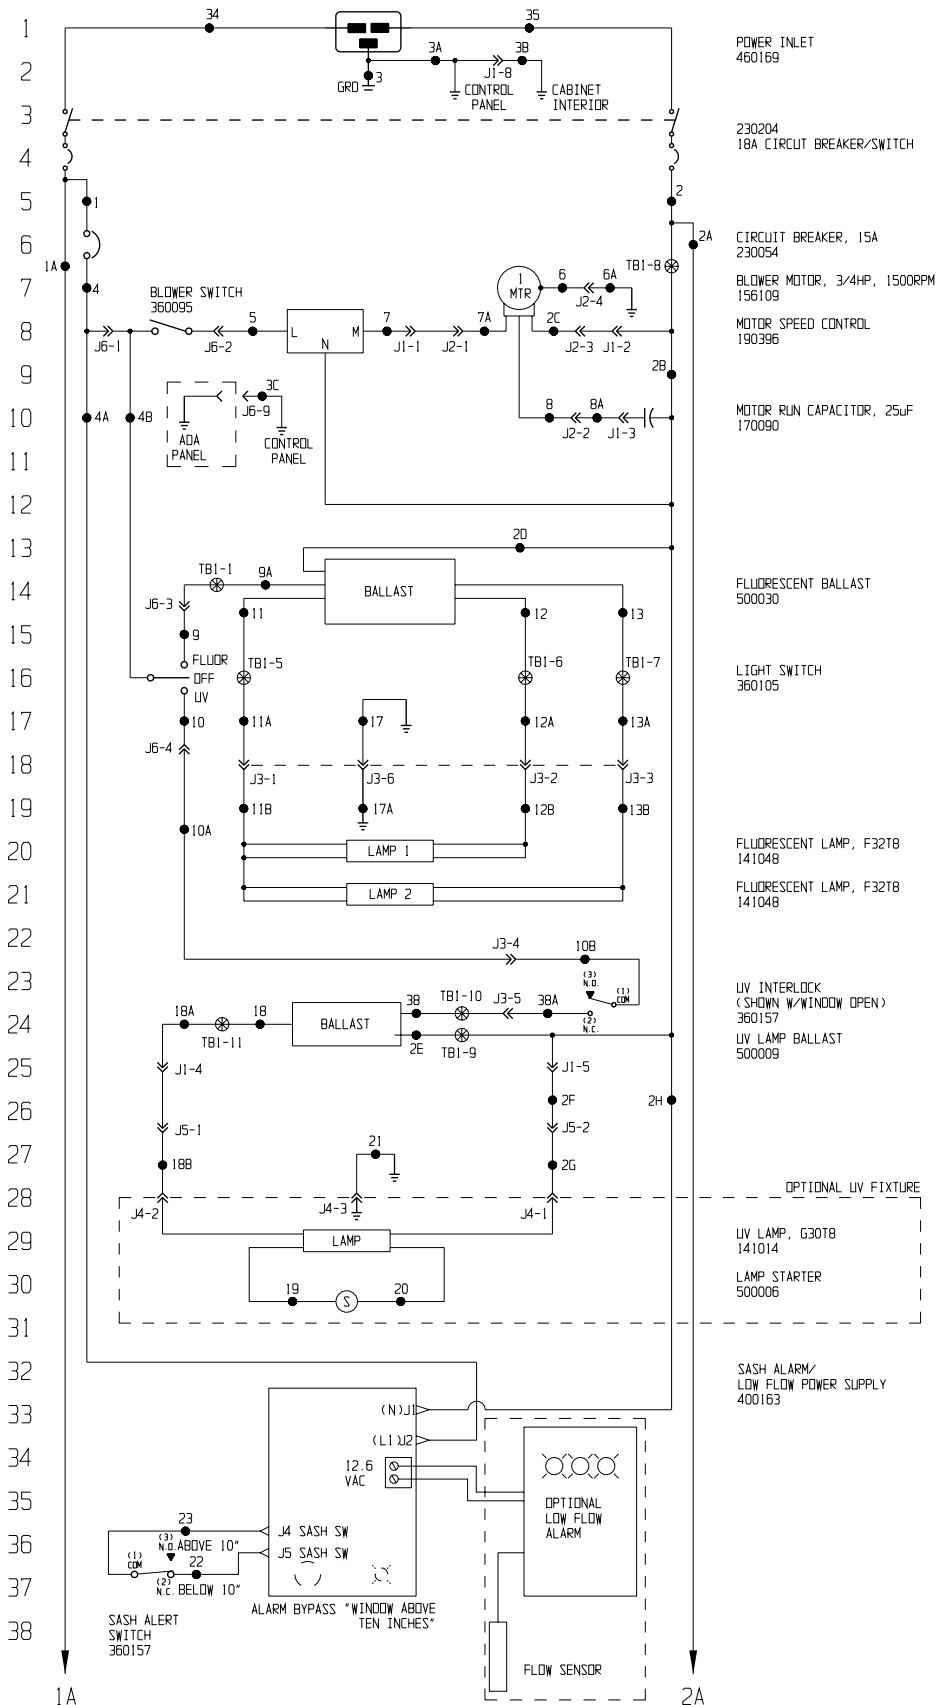 1
34
35
POWER INLET
460169
2
3A
3B
3
J1-8
GRD
CONTROL
PANEL
CABINET
INTERIOR
3
230204
18A CIRCUT BREAKER/SWITCH
4
5
1
2
6
2A
CIRCUIT BREAKER, 15A
230054
1A
TB1-8
7
4
BLOWER SWITCH
360095
1
MTR
6
6A
J2-4
BLOWER MOTOR, 3/4HP, 1500RPM
156109
8
J6-1
J6-2
5
L
M
N
7
J1-1
J2-1
7A
2C
J2-3
J1-2
MOTOR SPEED CONTROL
190396
9
3C
2B
J6-9
10
4A
4B
ADA
PANEL
CONTROL
PANEL
8
8A
J2-2
J1-3
MOTOR RUN CAPACITOR, 25uF
170090
11
12
13
2D
14
TB1-1
9A
BALLAST
FLUORESCENT BALLAST
500030
J6-3
11
12
13
15
9
FLUOR
TB1-5
TB1-6
TB1-7
16
OFF
LIGHT SWITCH
360105
UV
17
10
11A
17
12A
13A
J6-4
18
J3-1
J3-6
J3-2
J3-3
19
11B
17A
12B
13B
10A
20
LAMP 1
FLUORESCENT LAMP, F32T8
141048
21
LAMP 2
FLUORESCENT LAMP, F32T8
141048
22
J3-4
10B
23
(3)
N.O.
(1)
COM
UV INTERLOCK
(SHOWN W/WINDOW OPEN)
360157
24
18A
18
TB1-11
BALLAST
38
TB1-10
J3-5
38A
(2)
N.C.
2E
TB1-9
UV LAMP BALLAST
500009
25
J1-4
J1-5
26
2F
2H
J5-1
J5-2
27
18B
21
2G
28
OPTIONAL UV FIXTURE
J4-2
J4-3
J4-1
29
LAMP
UV LAMP, G30T8
141014
30
19
S
20
LAMP STARTER
500006
31
32
SASH ALARM/
LOW FLOW POWER SUPPLY
400163
33
(N)J1
34
(L1)J2
12.6
VAC
35
OPTIONAL
LOW FLOW
ALARM
36
23
J4 SASH SW
(3)
N.O. ABOVE 10"
(1)
COM
22
J5 SASH SW
37
(2)
N.C. BELOW 10"
ALARM BYPASS "WINDOW ABOVE
TEN INCHES"
38
SASH ALERT
SWITCH
360157
FLOW SENSOR
1A
2A